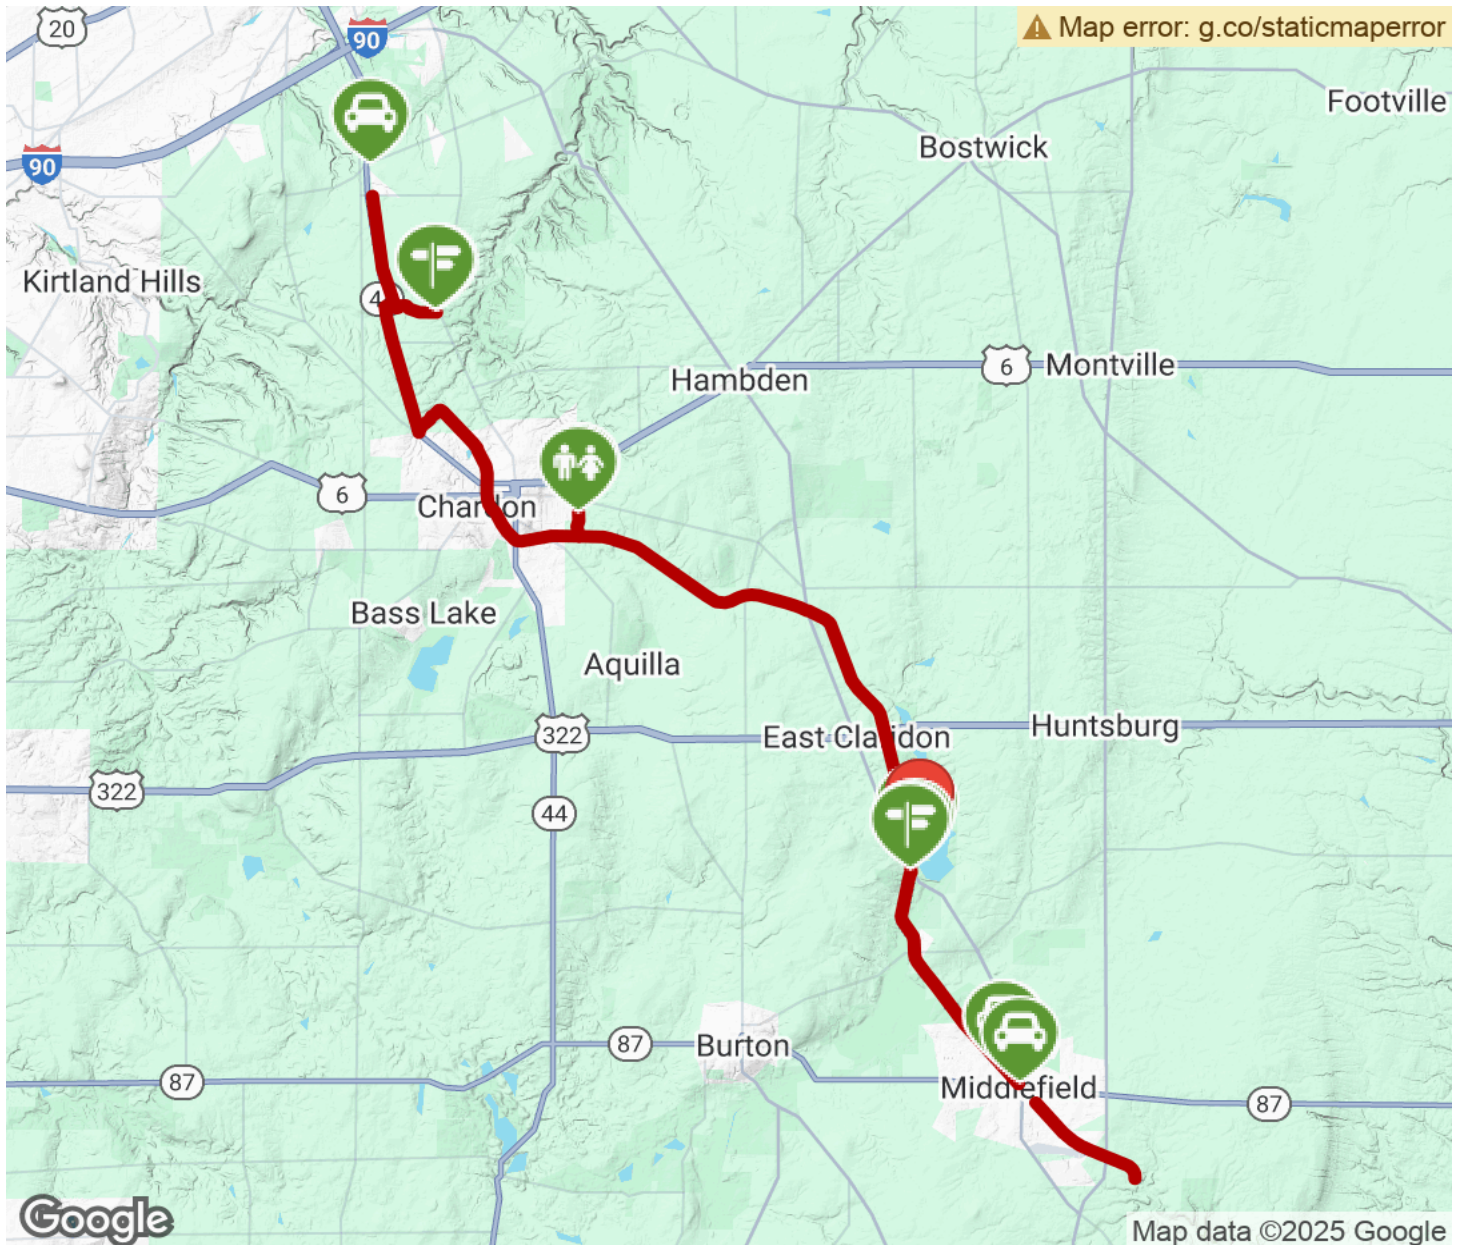 ⚠ Map error: g.co/staticmaperror
20
90
Footville
Bostwick
90
Kirtland Hills
6
Montville
Hambden
6
Chardon
Bass Lake
Aquilla
322
East Claridon
Huntsburg
322
44
87
Burton
87
Middlefield
87
Google
Map data ©2025 Google